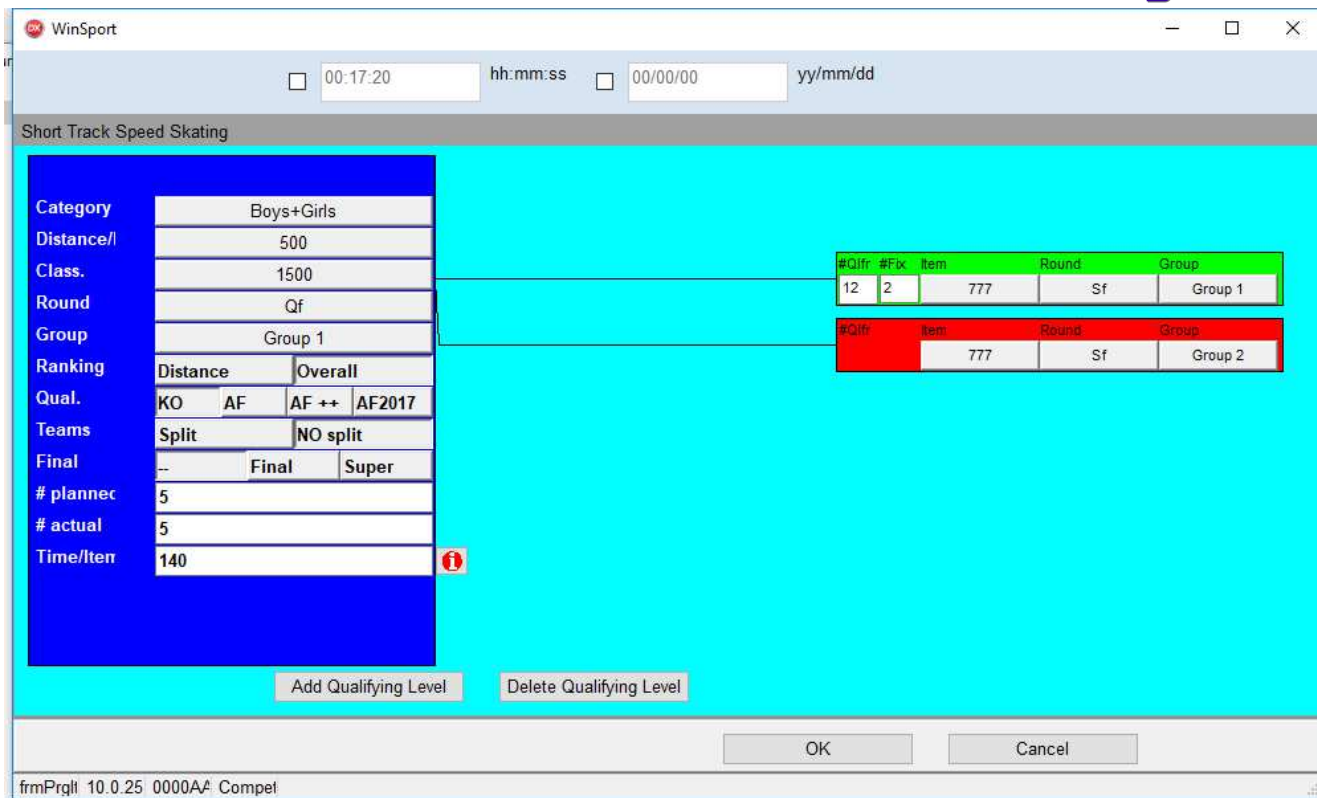 WinSport
00:17:20 hh:mm:ss 00/00/00 yy/mm/dd
Short Track Speed Skating
Category Boys+Girls
Distance/ 500
Class. 1500
Round Qf
Group Group 1
Ranking Distance Overall
Qual. KO AF AF ++ AF2017
Teams Split NO split
Final -- Final Super
# plannec 5
# actual 5
Time/Iten 140
#Qlfr #Fix Item Round Group
12 2 777 Sf Group 1
#Qlfr Item Round Group
777 Sf Group 2
Add Qualifying Level Delete Qualifying Level
OK Cancel
frmPrgIt 10.0.25 0000AA Compet